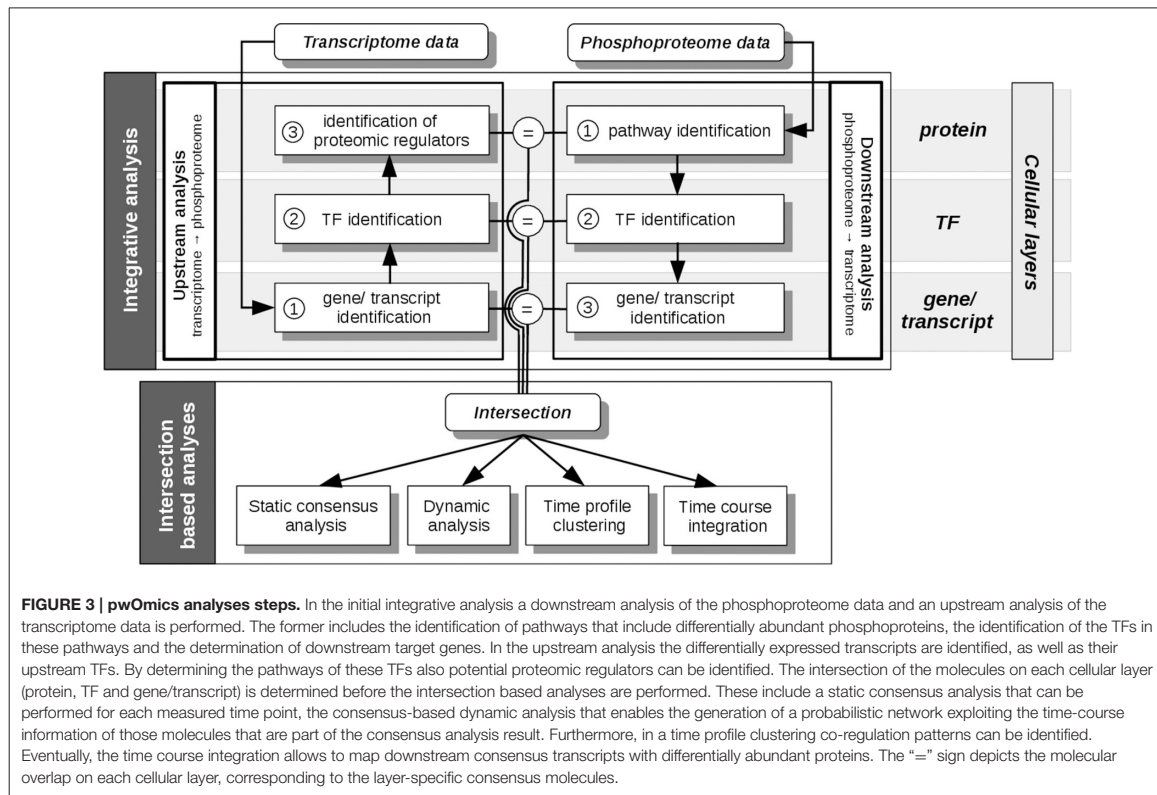 Transcriptome data
Phosphoproteome data
Integrative analysis
Upstream analysis
transcriptome → phosphoproteome
③ identification of
proteomic regulators
=
① pathway identification
② TF identification
=
② TF identification
① gene/ transcript
identification
=
③ gene/ transcript
identification
Downstream analysis
phosphoproteome → transcriptome
protein
TF
gene/
transcript
Cellular layers
Intersection
based analyses
Intersection
Static consensus
analysis
Dynamic
analysis
Time profile
clustering
Time course
integration
FIGURE 3 | pwOmics analyses steps. In the initial integrative analysis a downstream analysis of the phosphoproteome data and an upstream analysis of the
transcriptome data is performed. The former includes the identification of pathways that include differentially abundant phosphoproteins, the identification of the TFs in
these pathways and the determination of downstream target genes. In the upstream analysis the differentially expressed transcripts are identified, as well as their
upstream TFs. By determining the pathways of these TFs also potential proteomic regulators can be identified. The intersection of the molecules on each cellular layer
(protein, TF and gene/transcript) is determined before the intersection based analyses are performed. These include a static consensus analysis that can be
performed for each measured time point, the consensus-based dynamic analysis that enables the generation of a probabilistic network exploiting the time-course
information of those molecules that are part of the consensus analysis result. Furthermore, in a time profile clustering co-regulation patterns can be identified.
Eventually, the time course integration allows to map downstream consensus transcripts with differentially abundant proteins. The “=” sign depicts the molecular
overlap on each cellular layer, corresponding to the layer-specific consensus molecules.